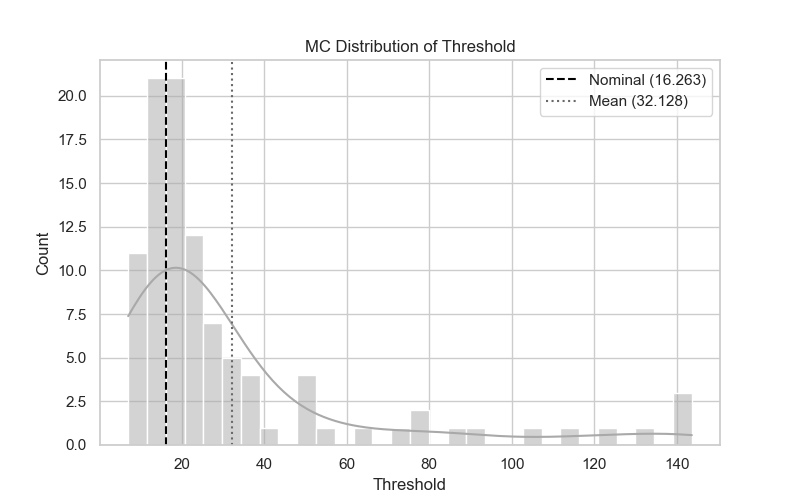 MC Distribution of Threshold
Nominal (16.263)
Mean (32.128)
20.0
17.5
15.0
12.5
10.0
7.5
5.0
2.5
0.0
Count
20 40 60 80 100 120 140
Threshold